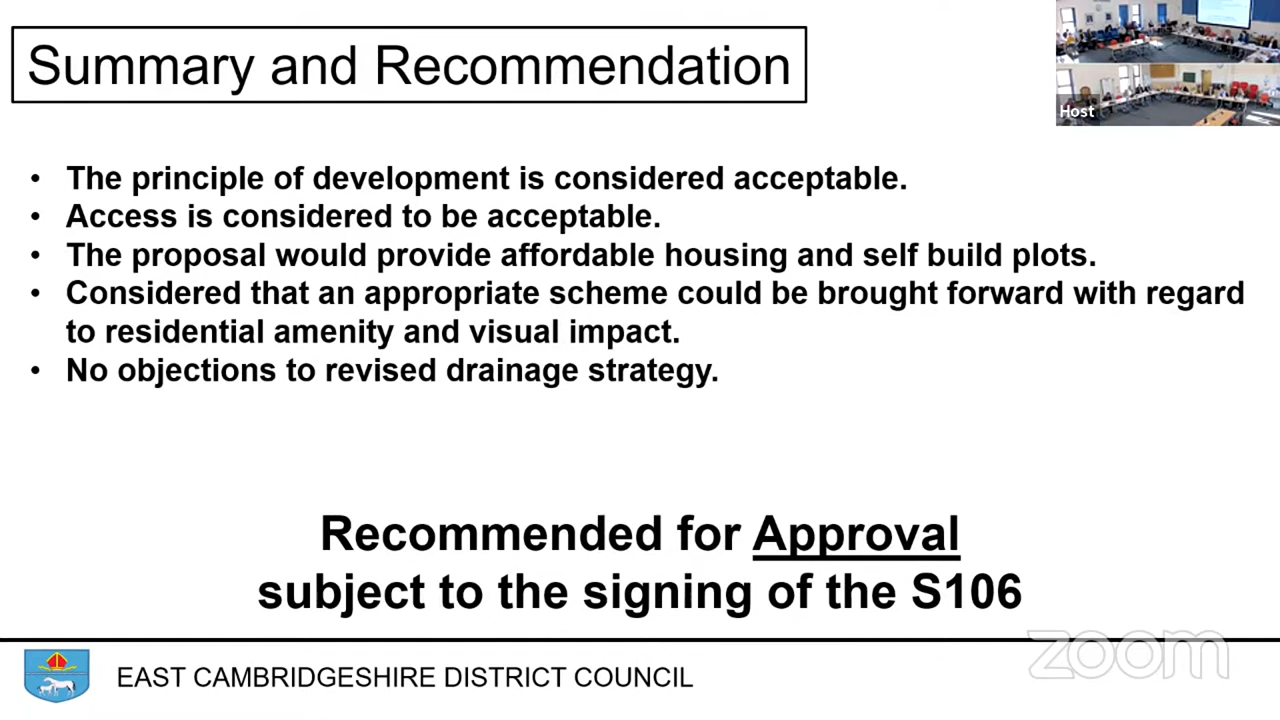 Summary and Recommendation
Host
• The principle of development is considered acceptable.
• Access is considered to be acceptable.
• The proposal would provide affordable housing and self build plots.
• Considered that an appropriate scheme could be brought forward with regard
to residential amenity and visual impact.
• No objections to revised drainage strategy.
Recommended for Approval
subject to the signing of the S106
zoom
EAST CAMBRIDGESHIRE DISTRICT COUNCIL